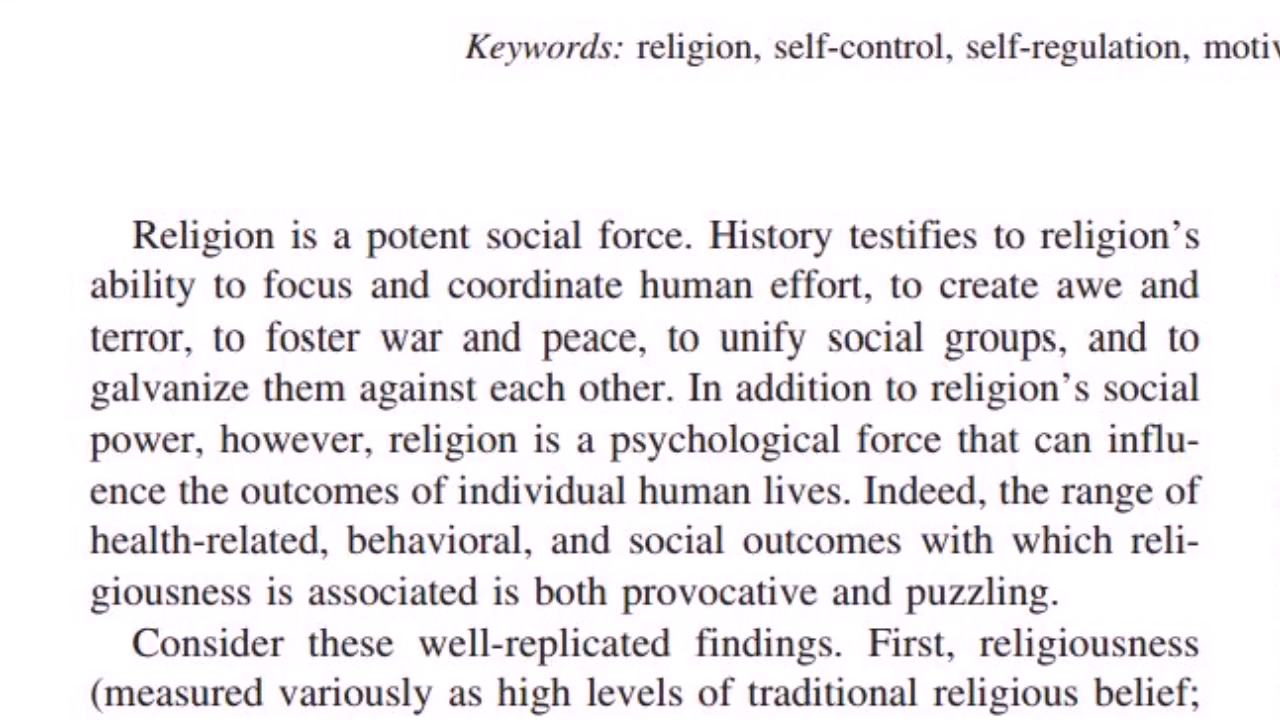 Keywords: religion, self-control, self-regulation,
Religion is a potent social force. History testifies to religion’s
ability to focus and coordinate human effort, to create awe and
terror, to foster war and peace, to unify social groups, and to
galvanize them against each other. In addition to religion’s social
power, however, religion is a psychological force that can influ-
ence the outcomes of individual human lives. Indeed, the range of
health-related, behavioral, and social outcomes with which reli-
giousness is associated is both provocative and puzzling.
Consider these well-replicated findings. First, religiousness
(measured variously as high levels of traditional religious belief;